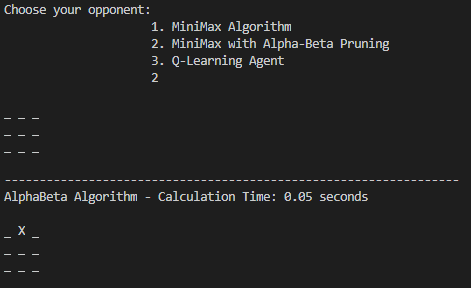 Choose your opponent:
1. MiniMax Algorithm
2. MiniMax with Alpha-Beta Pruning
3. Q-Learning Agent
2
_ _ _
_ _ _
_ _ _
-----------------------------------------------------------------
AlphaBeta Algorithm - Calculation Time: 0.05 seconds
_ X _
_ _ _
_ _ _